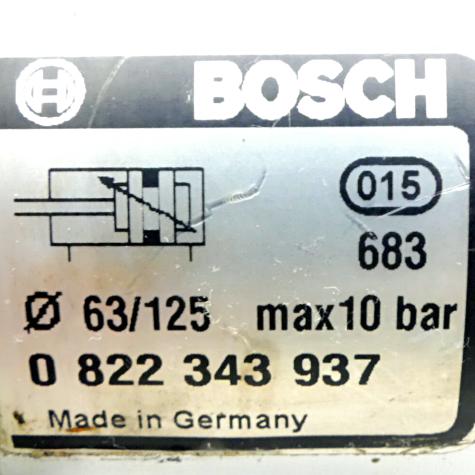 BOSCH
015
683
Ø 63/125 max10 bar
0 822 343 937
Made in Germany